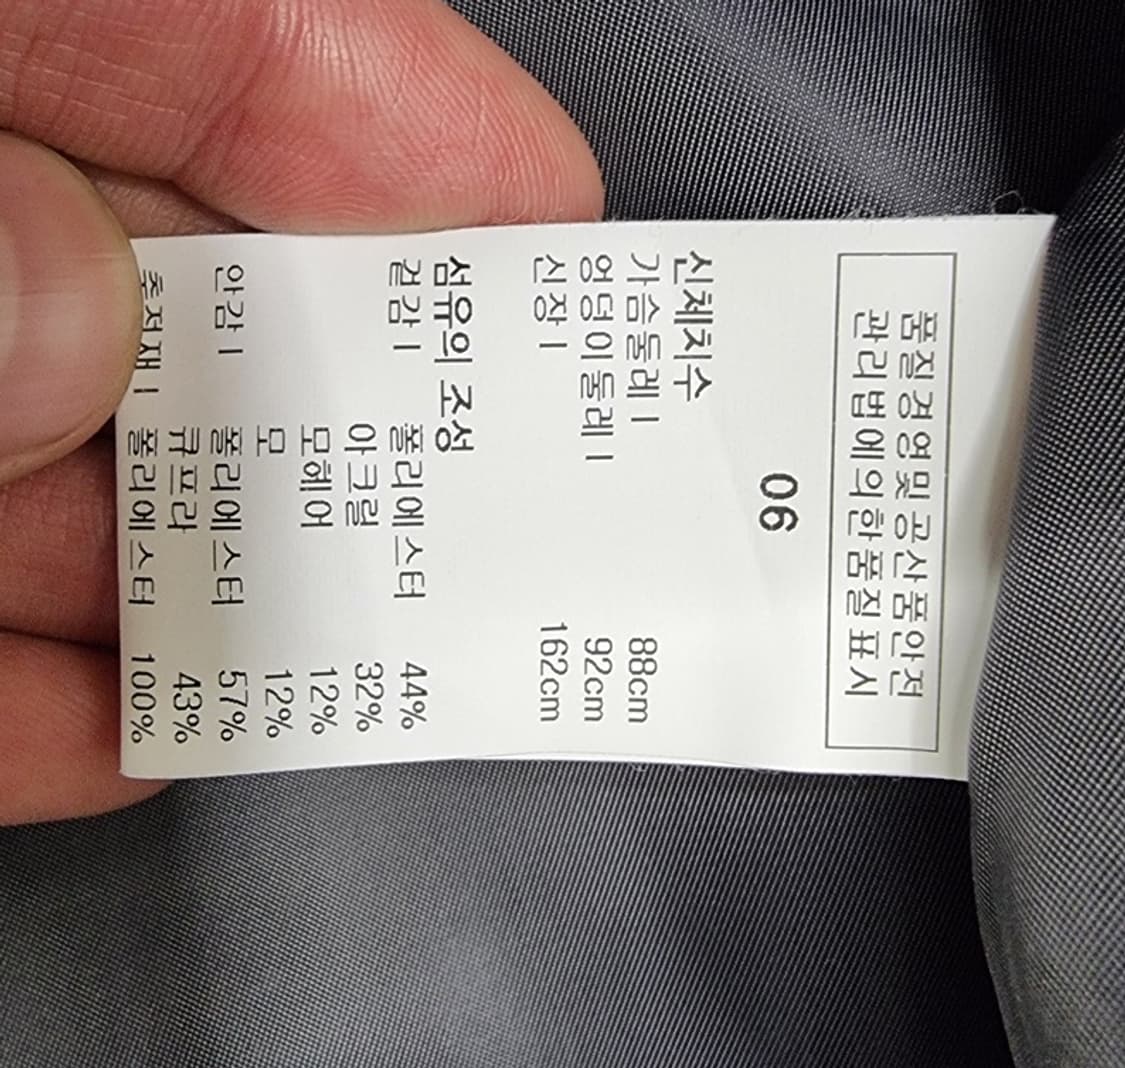 품질경영및공산품안전
관리법에의한품질표시
06
신체치수
가슴둘레 | 88cm
엉덩이둘레 | 92cm
신장 | 162cm
섬유의 조성
겉감 | 폴리에스터 44%
아크릴 32%
모헤어 12%
모 12%
안감 | 폴리에스터 57%
큐프라 43%
충전재 | 폴리에스터 100%